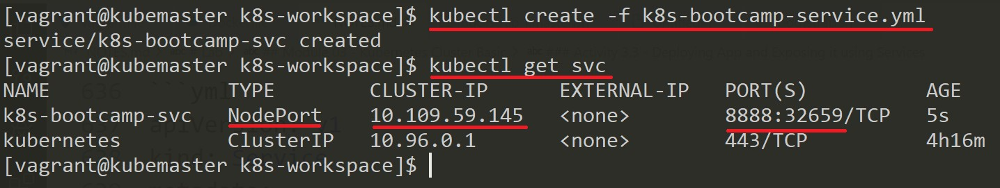 [vagrant@kubemaster k8s-workspace]$ kubectl create -f k8s-bootcamp-service.yml
service/k8s-bootcamp-svc created
[vagrant@kubemaster k8s-workspace]$ kubectl get svc
NAME TYPE CLUSTER-IP EXTERNAL-IP PORT(S) AGE
k8s-bootcamp-svc NodePort 10.109.59.145 <none> 8888:32659/TCP 5s
kubernetes ClusterIP 10.96.0.1 <none> 443/TCP 4h16m
[vagrant@kubemaster k8s-workspace]$